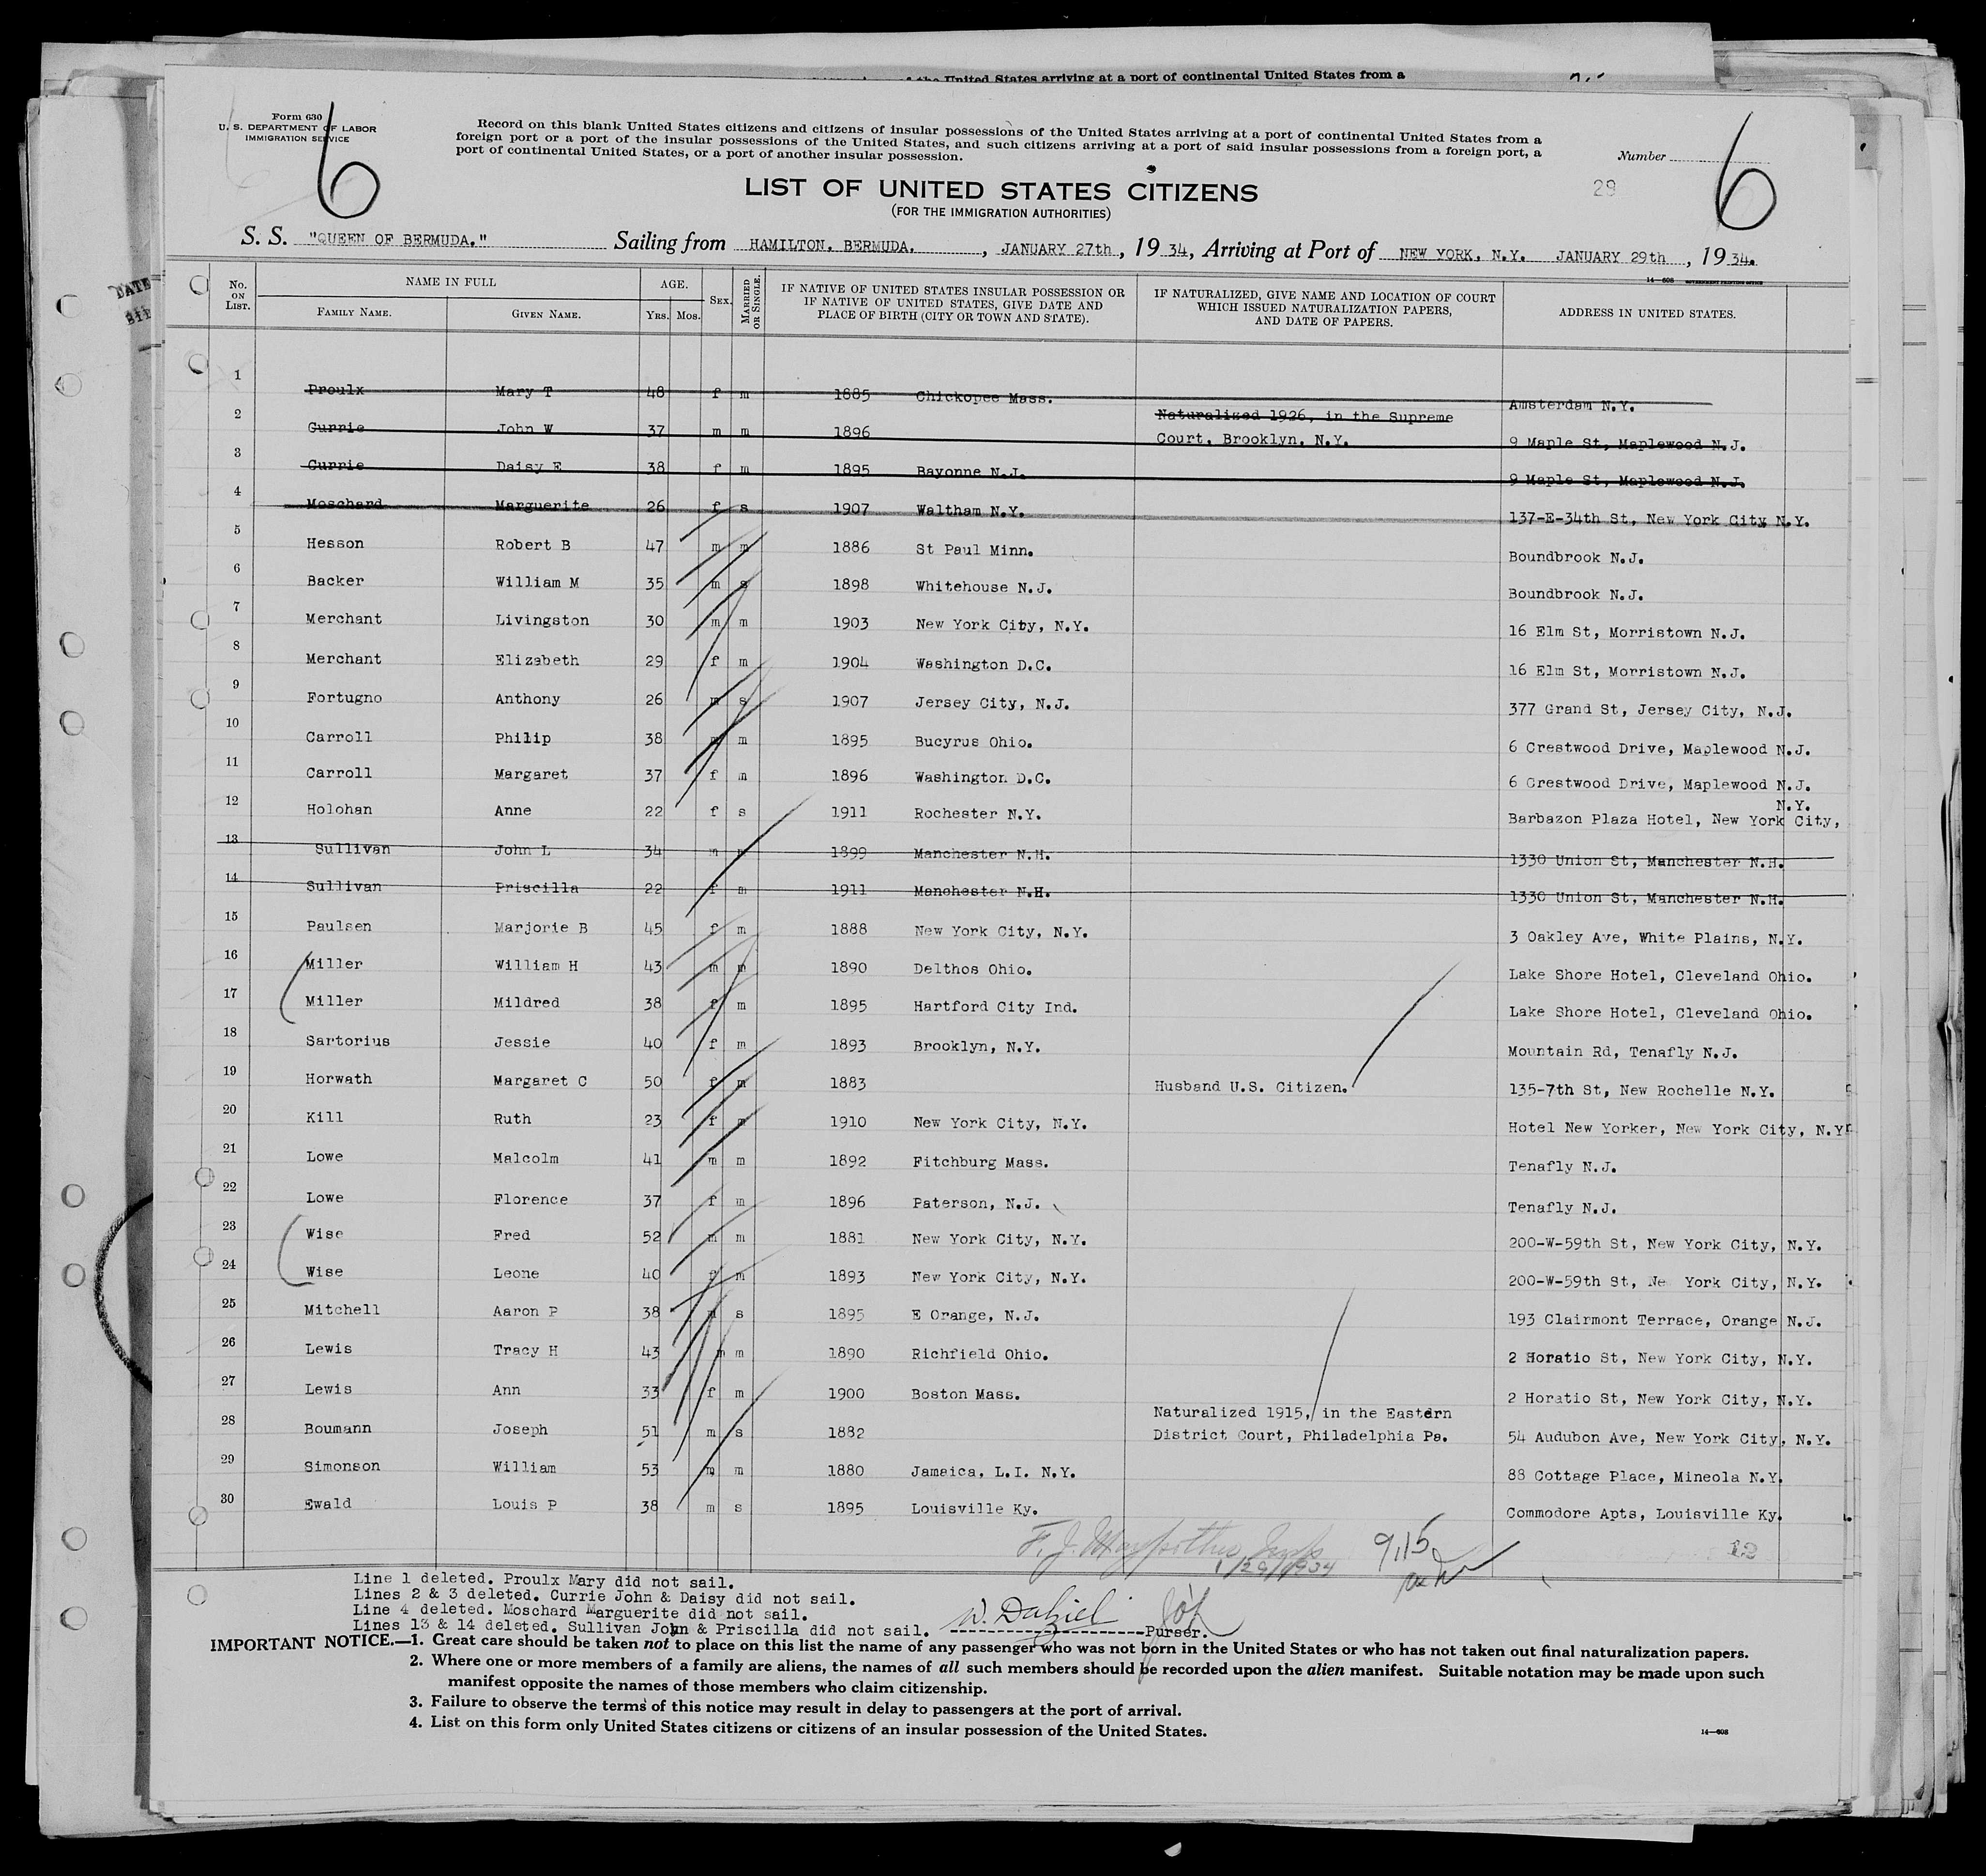 of the United States arriving at a port of continental United States from a
Form 630
U. S. DEPARTMENT OF LABOR
IMMIGRATION SERVICE
6
Record on this blank United States citizens and citizens of insular possessions of the United States arriving at a port of continental United States from a
foreign port or a port of the insular possessions of the United States, and such citizens arriving at a port of said insular possessions from a foreign port, a
port of continental United States, or a port of another insular possession.
Number
6
28
LIST OF UNITED STATES CITIZENS
(FOR THE IMMIGRATION AUTHORITIES)
S. S. "QUEEN OF BERMUDA." Sailing from HAMILTON, BERMUDA. , JANUARY 27th , 19 34, Arriving at Port of NEW YORK, N.Y. JANUARY 29th , 19 34.
14—608 GOVERNMENT PRINTING OFFICE
DATE
No. ON LIST. NAME IN FULL FAMILY NAME. GIVEN NAME. AGE. YRS. MOS. SEX. MARRIED OR SINGLE. IF NATIVE OF UNITED STATES INSULAR POSSESSION OR IF NATIVE OF UNITED STATES, GIVE DATE AND PLACE OF BIRTH (CITY OR TOWN AND STATE). IF NATURALIZED, GIVE NAME AND LOCATION OF COURT WHICH ISSUED NATURALIZATION PAPERS, AND DATE OF PAPERS. ADDRESS IN UNITED STATES.
1 Proulx Mary T 48 f m 1885 Chickopee Mass. Amsterdam N.Y.
2 Currie John W 37 m m 1896 Naturalized 1926, in the Supreme Court, Brooklyn, N.Y. 9 Maple St, Maplewood N.J.
3 Currie Daisy E 38 f m 1895 Bayonne N.J. 9 Maple St, Maplewood N.J.
4 Moschard Marguerite 26 f s 1907 Waltham N.Y. 137-E-34th St, New York City N.Y.
5 Hesson Robert B 47 m m 1886 St Paul Minn. Boundbrook N.J.
6 Backer William M 35 m s 1898 Whitehouse N.J. Boundbrook N.J.
7 Merchant Livingston 30 m m 1903 New York City, N.Y. 16 Elm St, Morristown N.J.
8 Merchant Elizabeth 29 f m 1904 Washington D.C. 16 Elm St, Morristown N.J.
9 Fortugno Anthony 26 m s 1907 Jersey City, N.J. 377 Grand St, Jersey City, N.J.
10 Carroll Philip 38 m m 1895 Bucyrus Ohio. 6 Crestwood Drive, Maplewood N.J.
11 Carroll Margaret 37 f m 1896 Washington D.C. 6 Crestwood Drive, Maplewood N.J.
12 Holohan Anne 22 f s 1911 Rochester N.Y. Barbazon Plaza Hotel, New York City, N.Y.
13 Sullivan John L 34 m m 1899 Manchester N.H. 1330 Union St, Manchester N.H.
14 Sullivan Priscilla 22 f m 1911 Manchester N.H. 1330 Union St, Manchester N.H.
15 Paulsen Marjorie B 45 f m 1888 New York City, N.Y. 3 Oakley Ave, White Plains, N.Y.
16 Miller William H 43 m m 1890 Delthos Ohio. Lake Shore Hotel, Cleveland Ohio.
17 Miller Mildred 38 f m 1895 Hartford City Ind. Lake Shore Hotel, Cleveland Ohio.
18 Sartorius Jessie 40 f m 1893 Brooklyn, N.Y. Mountain Rd, Tenafly N.J.
19 Horwath Margaret C 50 f m 1883 Husband U.S. Citizen. 135-7th St, New Rochelle N.Y.
20 Kill Ruth 23 f m 1910 New York City, N.Y. Hotel New Yorker, New York City, N.Y.
21 Lowe Malcolm 41 m m 1892 Fitchburg Mass. Tenafly N.J.
22 Lowe Florence 37 f m 1896 Paterson, N.J. Tenafly N.J.
23 Wise Fred 52 m m 1881 New York City, N.Y. 200-W-59th St, New York City, N.Y.
24 Wise Leone 40 f m 1893 New York City, N.Y. 200-W-59th St, New York City, N.Y.
25 Mitchell Aaron P 38 m s 1895 E Orange, N.J. 193 Clairmont Terrace, Orange N.J.
26 Lewis Tracy H 43 m m 1890 Richfield Ohio. 2 Horatio St, New York City, N.Y.
27 Lewis Ann 33 f m 1900 Boston Mass. 2 Horatio St, New York City, N.Y.
28 Boumann Joseph 51 m s 1882 Naturalized 1915, in the Eastern District Court, Philadelphia Pa. 54 Audubon Ave, New York City, N.Y.
29 Simonson William 53 m m 1880 Jamaica, L.I. N.Y. 88 Cottage Place, Mineola N.Y.
30 Ewald Louis P 38 m s 1895 Louisville Ky. Commodore Apts, Louisville Ky.
F. J.
1/29/1934
9,15
12
Line 1 deleted. Proulx Mary did not sail.
Lines 2 & 3 deleted. Currie John & Daisy did not sail.
Line 4 deleted. Moschard Marguerite did not sail.
Lines 13 & 14 deleted. Sullivan John & Priscilla did not sail.
W. Dalziel
Purser.
IMPORTANT NOTICE.—1. Great care should be taken not to place on this list the name of any passenger who was not born in the United States or who has not taken out final naturalization papers.
2. Where one or more members of a family are aliens, the names of all such members should be recorded upon the alien manifest. Suitable notation may be made upon such
manifest opposite the names of those members who claim citizenship.
3. Failure to observe the terms of this notice may result in delay to passengers at the port of arrival.
4. List on this form only United States citizens or citizens of an insular possession of the United States.
14—608